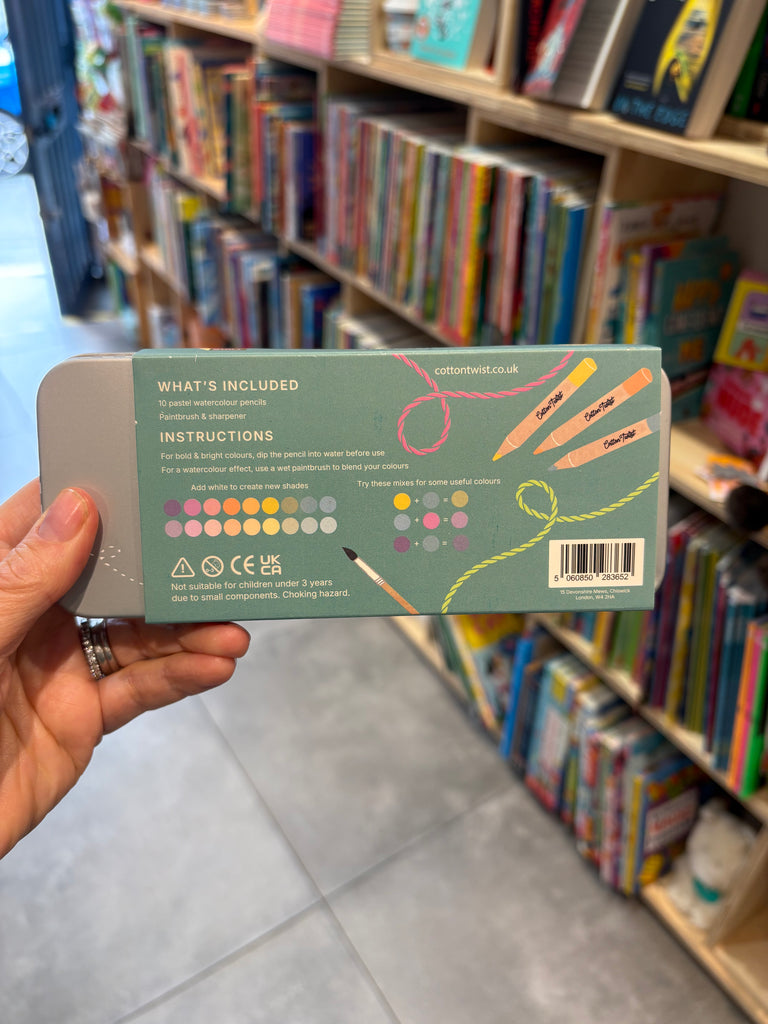 IN THE CAGE
cottontwist.co.uk
WHAT'S INCLUDED
10 pastel watercolour pencils
Paintbrush & sharpener
INSTRUCTIONS
For bold & bright colours, dip the pencil into water before use
For a watercolour effect, use a wet paintbrush to blend your colours
Add white to create new shades
Try these mixes for some useful colours
+ =
+ =
+ =
Cotton Twist
Cotton Twist
Cotton Twist
CE UK CA
Not suitable for children under 3 years
due to small components. Choking hazard.
5 060850 283652
15 Devonshire Mews, Chiswick
London, W4 2HA